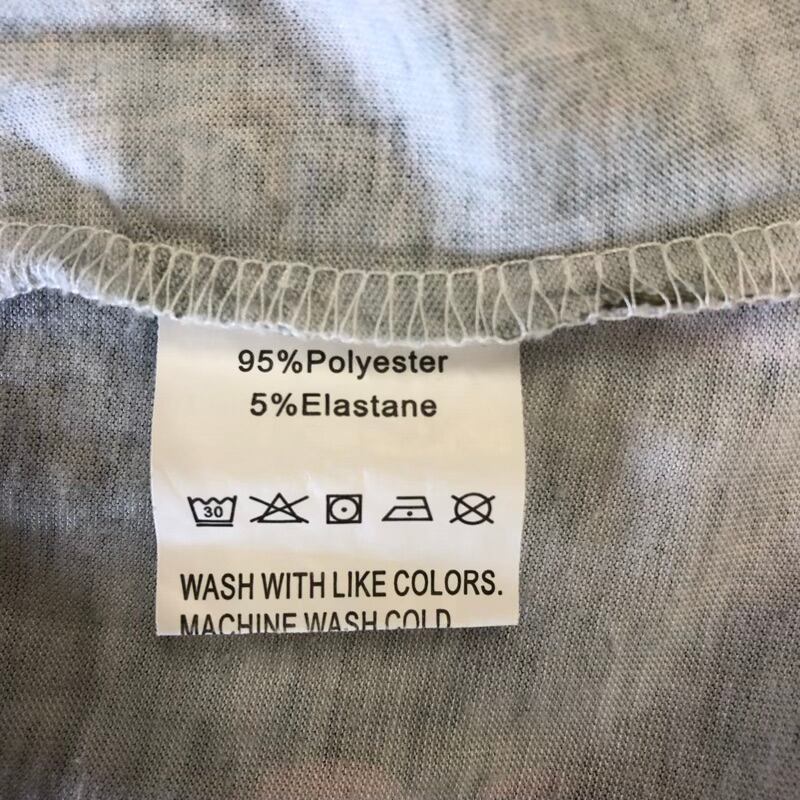 95%Polyester
5%Elastane
30
WASH WITH LIKE COLORS.
MACHINE WASH COLD